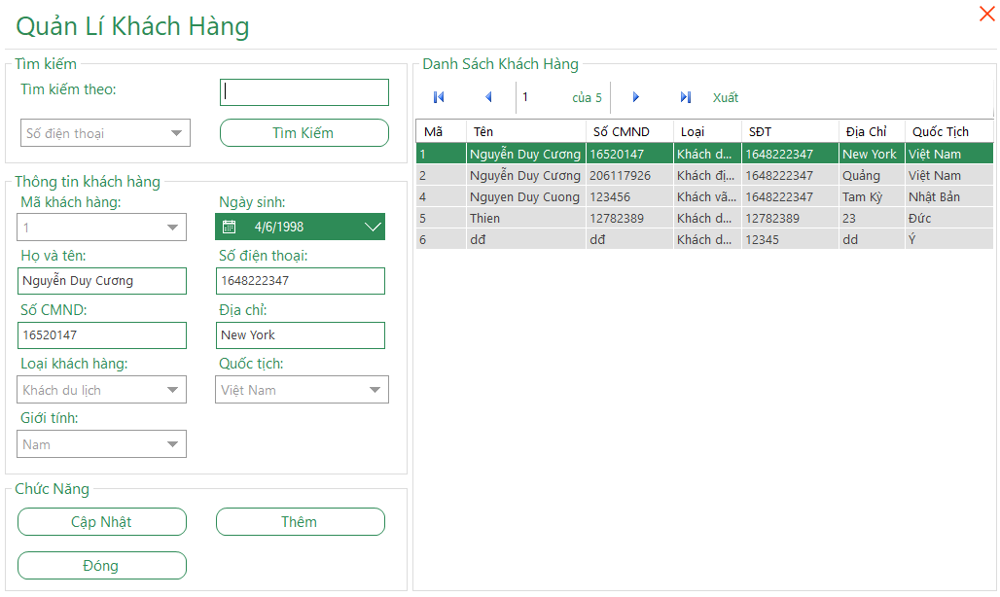 Quản Lí Khách Hàng
Tìm kiếm
Tìm kiếm theo:
Số điện thoại
Tìm Kiếm
Thông tin khách hàng
Mã khách hàng:
Ngày sinh:
1
4/6/1998
Họ và tên:
Số điện thoại:
Nguyễn Duy Cương
1648222347
Số CMND:
Địa chỉ:
16520147
New York
Loại khách hàng:
Quốc tịch:
Khách du lịch
Việt Nam
Giới tính:
Nam
Chức Năng
Cập Nhật
Thêm
Đóng
Danh Sách Khách Hàng
1 của 5 Xuất
Mã Tên Số CMND Loại SĐT Địa Chỉ Quốc Tịch
1 Nguyễn Duy Cương 16520147 Khách d... 1648222347 New York Việt Nam
2 Nguyễn Duy Cương 206117926 Khách đị... 1648222347 Quảng Việt Nam
4 Nguyen Duy Cuong 123456 Khách vã... 1648222347 Tam Kỳ Nhật Bản
5 Thien 12782389 Khách d... 12782389 23 Đức
6 dđ dđ Khách d... 12345 dd Ý